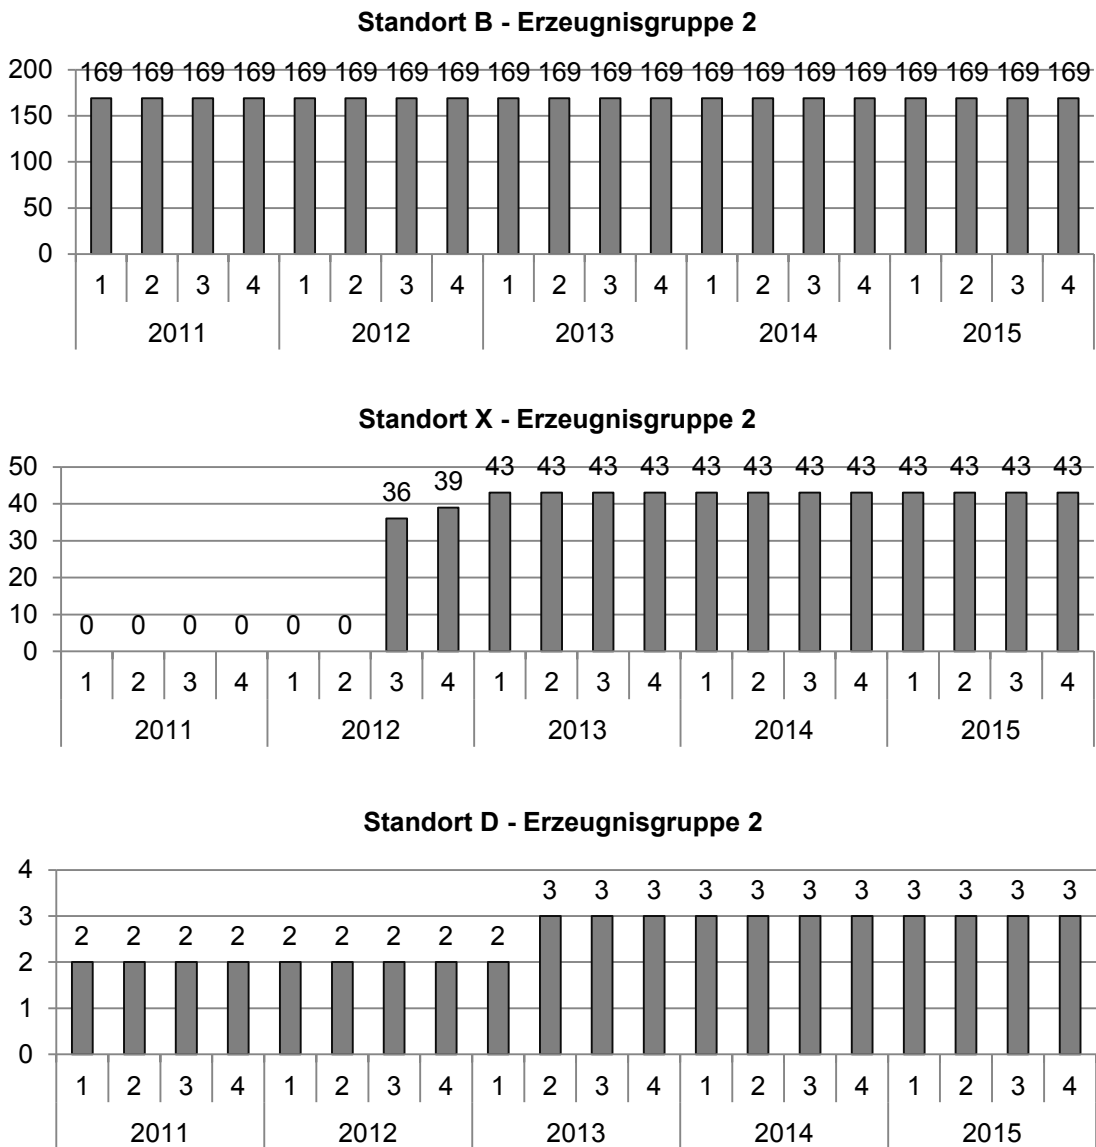 Standort B - Erzeugnisgruppe 2
169 169 169 169 169 169 169 169 169 169 169 169 169 169 169 169 169 169 169 169
200
150
100
50
0
1 2 3 4 1 2 3 4 1 2 3 4 1 2 3 4 1 2 3 4
2011 2012 2013 2014 2015
Standort X - Erzeugnisgruppe 2
50
43 43 43 43 43 43 43 43 43 43 43 43
36 39
40
30
20
10
0 0 0 0 0 0
0
1 2 3 4 1 2 3 4 1 2 3 4 1 2 3 4 1 2 3 4
2011 2012 2013 2014 2015
Standort D - Erzeugnisgruppe 2
4
3 3 3 3 3 3 3 3 3 3 3
3
2 2 2 2 2 2 2 2 2
2
1
0
1 2 3 4 1 2 3 4 1 2 3 4 1 2 3 4 1 2 3 4
2011 2012 2013 2014 2015